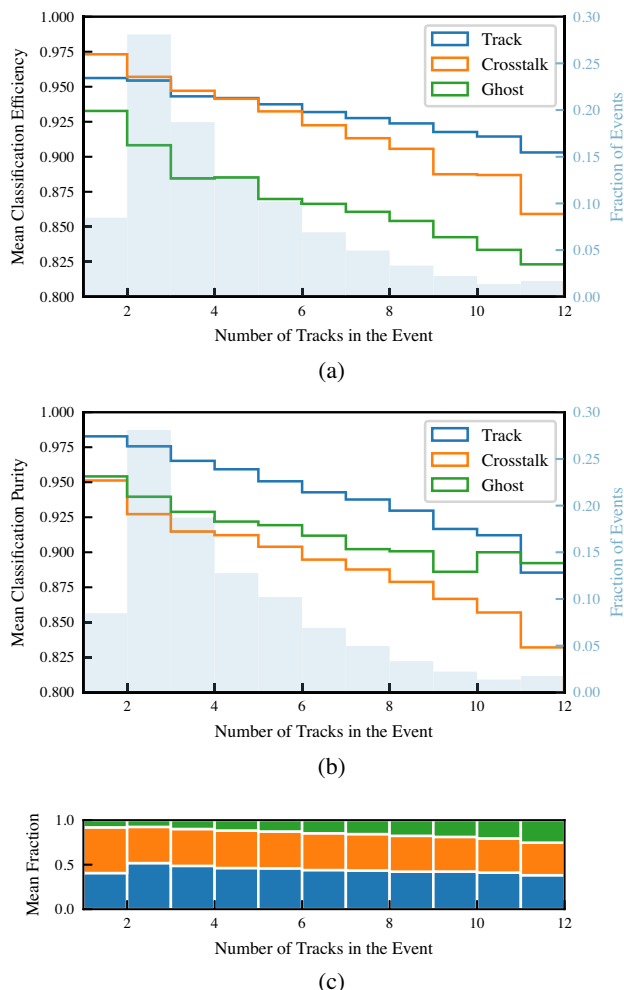 1.000
0.975
0.950
0.925
0.900
0.875
0.850
0.825
0.800
Mean Classification Efficiency
Track
Crosstalk
Ghost
0.30
0.25
0.20
0.15
0.10
0.05
0.00
Fraction of Events
2 4 6 8 10 12
Number of Tracks in the Event
(a)
1.000
0.975
0.950
0.925
0.900
0.875
0.850
0.825
0.800
Mean Classification Purity
Track
Crosstalk
Ghost
0.30
0.25
0.20
0.15
0.10
0.05
0.00
Fraction of Events
2 4 6 8 10 12
Number of Tracks in the Event
(b)
1.0
0.5
0.0
Mean Fraction
2 4 6 8 10 12
Number of Tracks in the Event
(c)